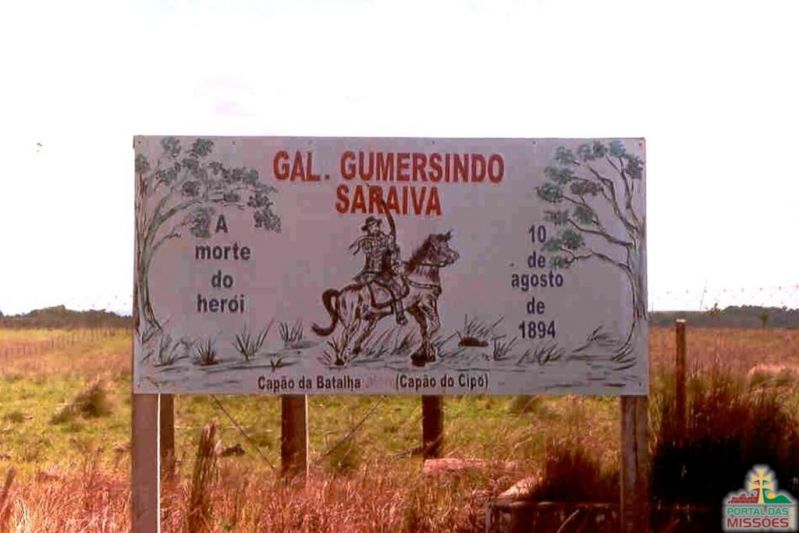 GAL. GUMERSINDO
SARAIVA
A
morte
do
herói
10
de
agosto
de
1894
Capão da Batalha (Capão do Cipó)
PORTAL DAS
MISSÕES